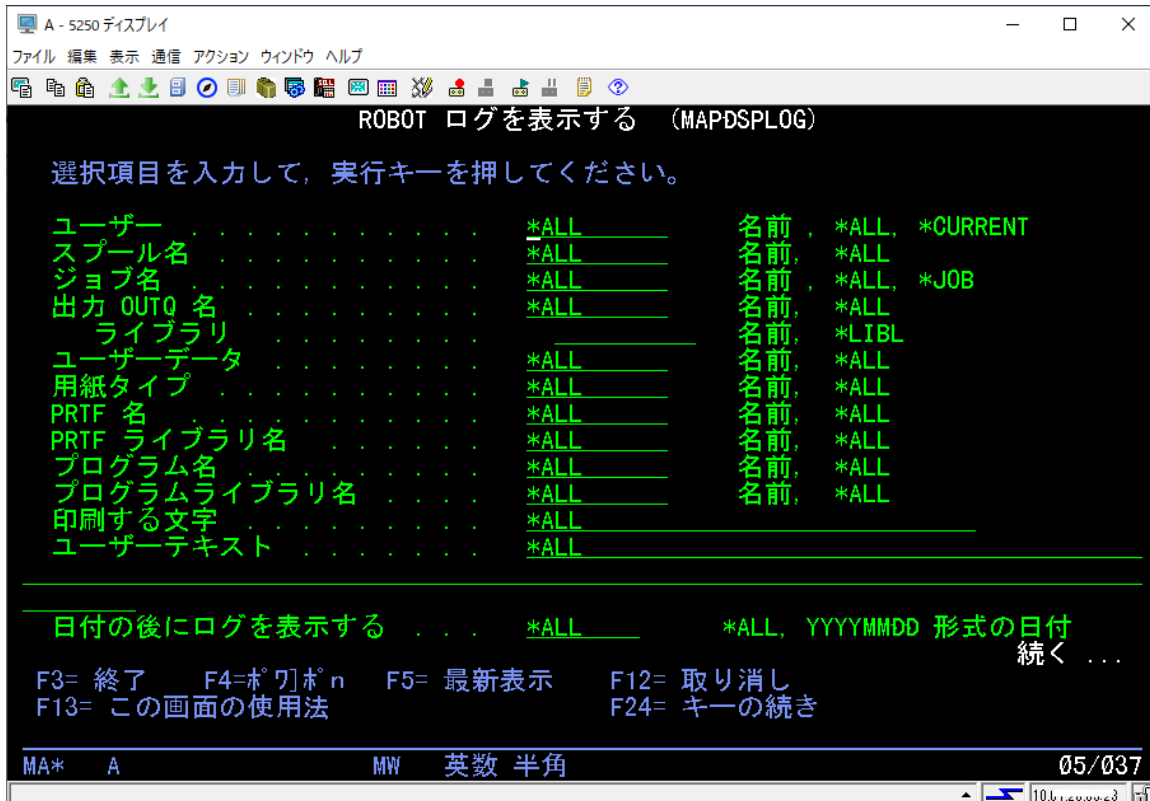 A - 5250 ディスプレイ
ファイル 編集 表示 通信 アクション ウィンドウ ヘルプ
ROBOT ログを表示する (MAPDSPLOG)
選択項目を入力して, 実行キーを押してください。
ユーザー . . . . . . . . . . . . *ALL 名前 , *ALL, *CURRENT
スプール名 . . . . . . . . . . *ALL 名前, *ALL
ジョブ名 . . . . . . . . . . . *ALL 名前 , *ALL, *JOB
出力 OUTQ 名 . . . . . . . . . *ALL 名前, *ALL
ライブラリ . . . . . . . . 名前, *LIBL
ユーザーデータ . . . . . . . . . *ALL 名前, *ALL
用紙タイプ . . . . . . . . . . *ALL 名前, *ALL
PRTF 名 . . . . . . . . . . . *ALL 名前, *ALL
PRTF ライブラリ名 . . . . . . *ALL 名前, *ALL
プログラム名 . . . . . . . . . *ALL 名前, *ALL
プログラムライブラリ名 . . . . *ALL 名前, *ALL
印刷する文字 . . . . . . . . . *ALL
ユーザーテキスト . . . . . . . *ALL
日付の後にログを表示する . . . *ALL *ALL, YYYYMMDD 形式の日付
続く ...
F3= 終了 F4=ﾎﾟﾜ]ﾎﾟn F5= 最新表示 F12= 取り消し
F13= この画面の使用法 F24= キーの続き
MA* A MW 英数 半角 05/037